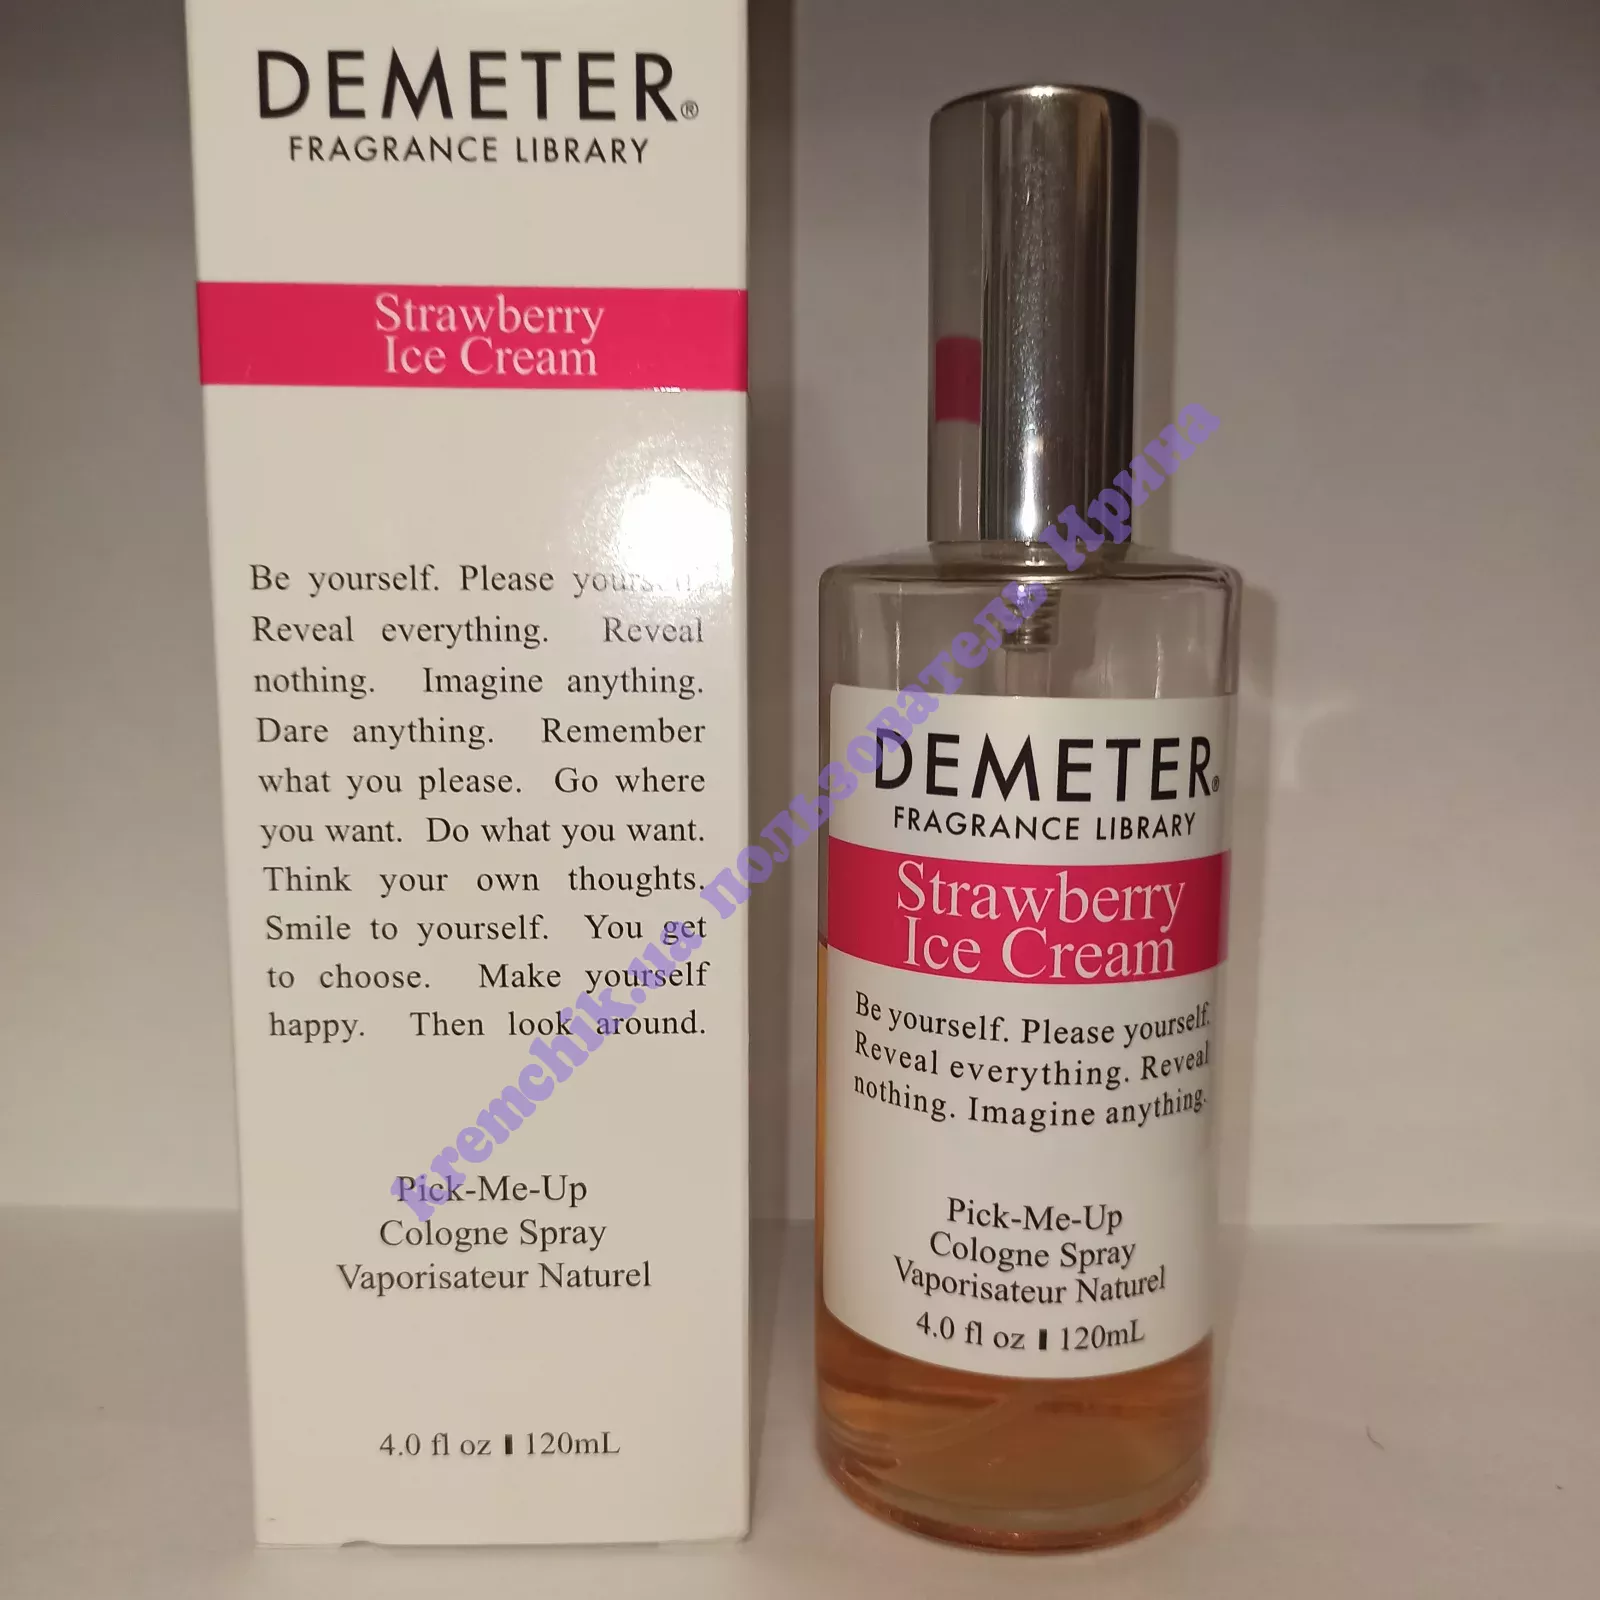 DEMETER®
FRAGRANCE LIBRARY
Strawberry
Ice Cream
Be yourself. Please
Reveal everything. Reveal
nothing. Imagine anything.
Dare anything. Remember
what you please. Go where
you want. Do what you want.
Think your own thoughts.
Smile to yourself. You get
to choose. Make yourself
happy. Then look around.
Pick-Me-Up
Cologne Spray
Vaporisateur Naturel
4.0 fl oz ▮ 120mL
DEMETER®
FRAGRANCE LIBRARY
Strawberry
Ice Cream
Be yourself. Please yourself.
Reveal everything. Reveal
nothing. Imagine anything.
Pick-Me-Up
Cologne Spray
Vaporisateur Naturel
4.0 fl oz ▮ 120mL
kremchik.ua пользователь Ирина